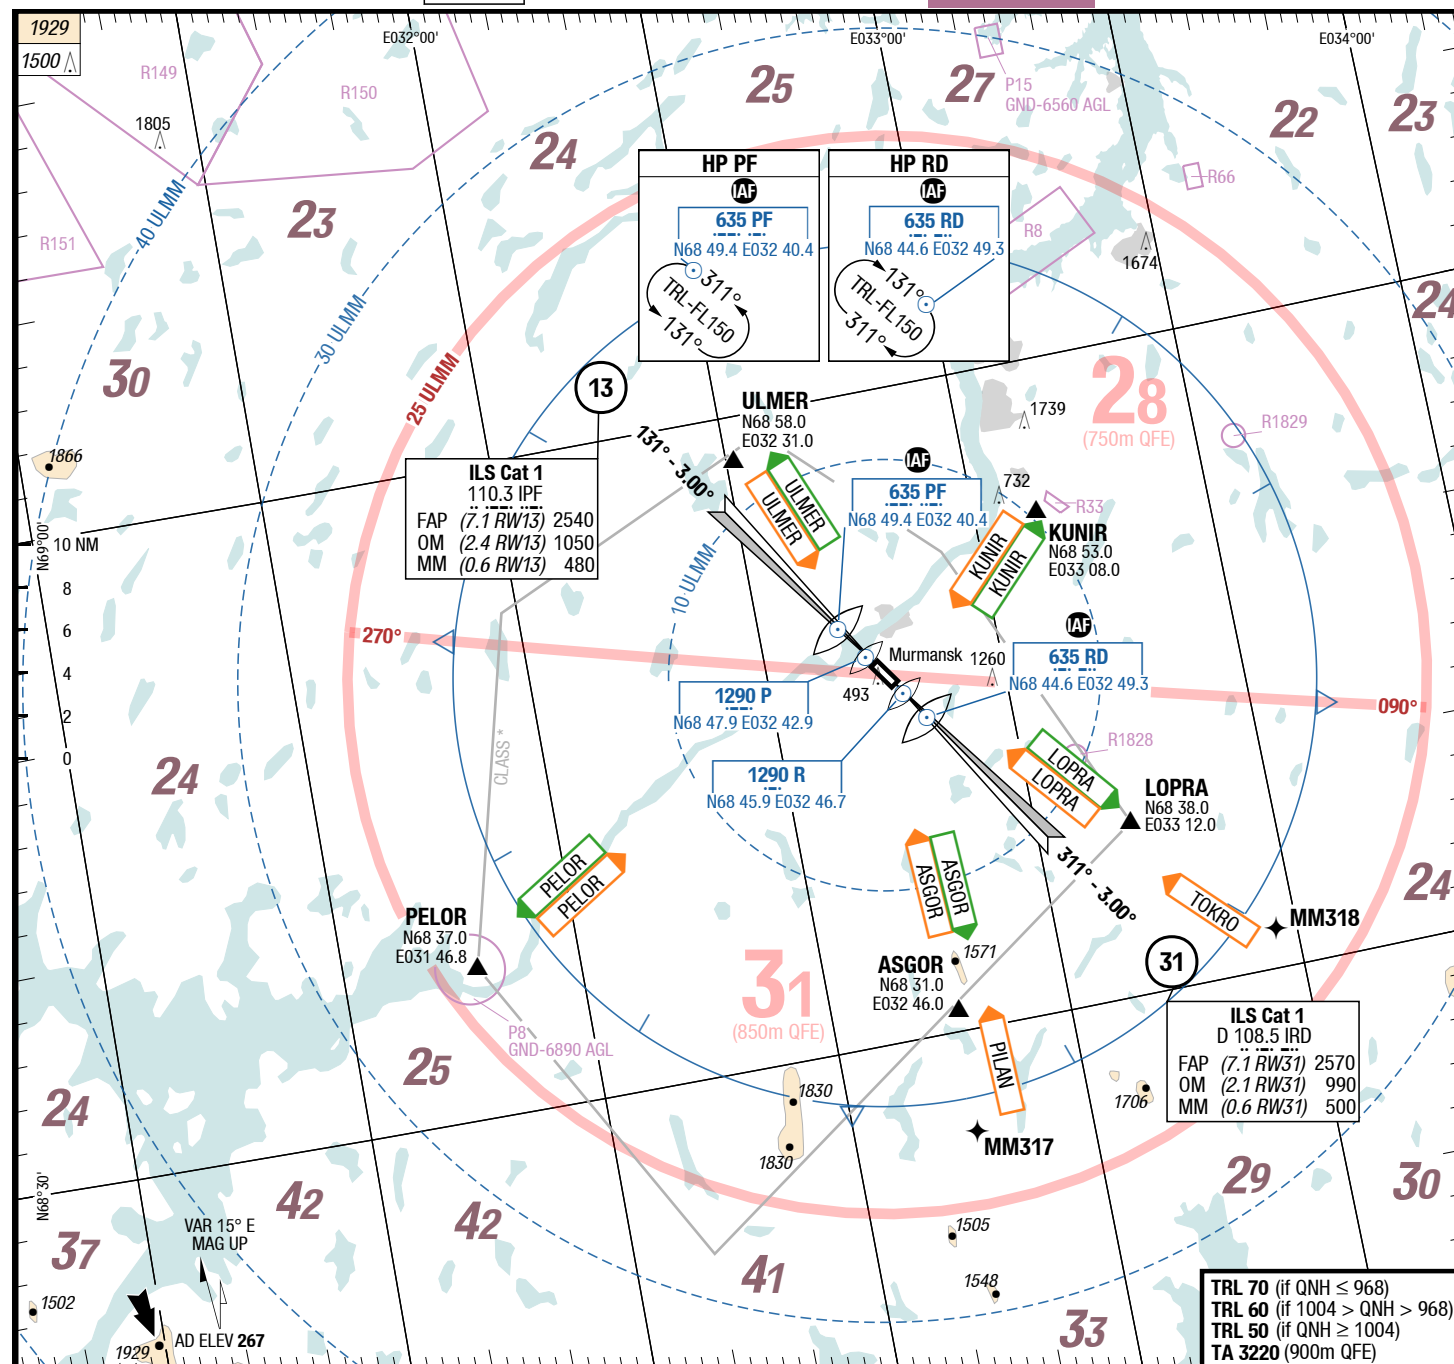 1929
1500
E032°00'
E033°00'
E034°00'
R149
R150
25
27
P15
GND-6560 AGL
22
23
1805
24
HP PF
IAF
635 PF
N68 49.4 E032 40.4
311°
TRL-FL150
131°
HP RD
IAF
635 RD
N68 44.6 E032 49.3
131°
TRL-FL150
311°
R66
R8
40 ULMM
23
R151
1674
24
30 ULMM
30
25 ULMM
13
28
(750m QFE)
1739
R1829
ULMER
N68 58.0
E032 31.0
131° - 3.00°
1866
ILS Cat 1
110.3 IPF
FAP (7.1 RW13) 2540
OM (2.4 RW13) 1050
MM (0.6 RW13) 480
ULMER
ULMER
IAF
635 PF
N68 49.4 E032 40.4
732
R33
KUNIR
N68 53.0
E033 08.0
KUNIR
KUNIR
N69°00'
10 NM
8
6
4
2
0
10 ULMM
270°
IAF
635 RD
N68 44.6 E032 49.3
Murmansk
1260
493
090°
1290 P
N68 47.9 E032 42.9
1290 R
N68 45.9 E032 46.7
CLASS *
R1828
24
LOPRA
LOPRA
LOPRA
N68 38.0
E033 12.0
PELOR
PELOR
PELOR
N68 37.0
E031 46.8
ASGOR
ASGOR
311° - 3.00°
24
TOKRO
MM318
31
(850m QFE)
1571
ASGOR
N68 31.0
E032 46.0
31
P8
GND-6890 AGL
25
PILAN
ILS Cat 1
D 108.5 IRD
FAP (7.1 RW31) 2570
OM (2.1 RW31) 990
MM (0.6 RW31) 500
24
1830
1830
1706
MM317
N68°30'
42
42
29
30
VAR 15° E
MAG UP
37
1505
41
1548
1502
33
AD ELEV 267
1929
TRL 70 (if QNH ≤ 968)
TRL 60 (if 1004 > QNH > 968)
TRL 50 (if QNH ≥ 1004)
TA 3220 (900m QFE)